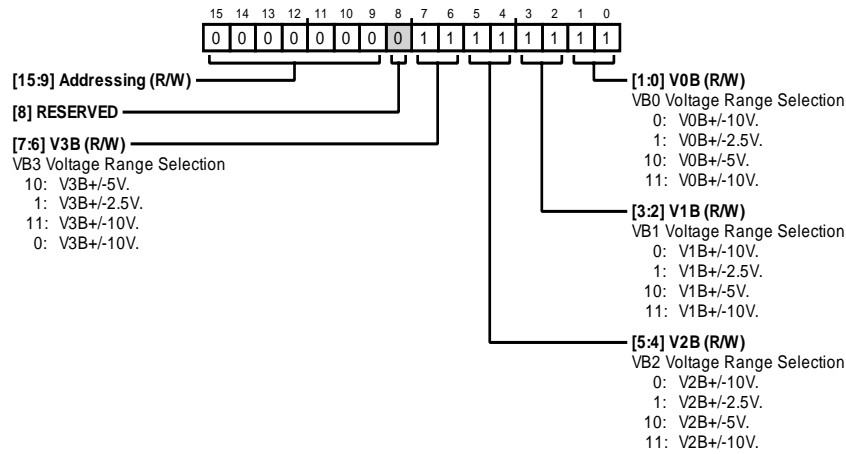 15 14 13 12 11 10 9 8 7 6 5 4 3 2 1 0
0 0 0 0 0 0 0 0 1 1 1 1 1 1 1 1
[15:9] Addressing (R/W)
[8] RESERVED
[7:6] V3B (R/W)
VB3 Voltage Range Selection
10: V3B+/-5V.
1: V3B+/-2.5V.
11: V3B+/-10V.
0: V3B+/-10V.
[1:0] V0B (R/W)
VB0 Voltage Range Selection
0: V0B+/-10V.
1: V0B+/-2.5V.
10: V0B+/-5V.
11: V0B+/-10V.
[3:2] V1B (R/W)
VB1 Voltage Range Selection
0: V1B+/-10V.
1: V1B+/-2.5V.
10: V1B+/-5V.
11: V1B+/-10V.
[5:4] V2B (R/W)
VB2 Voltage Range Selection
0: V2B+/-10V.
1: V2B+/-2.5V.
10: V2B+/-5V.
11: V2B+/-10V.